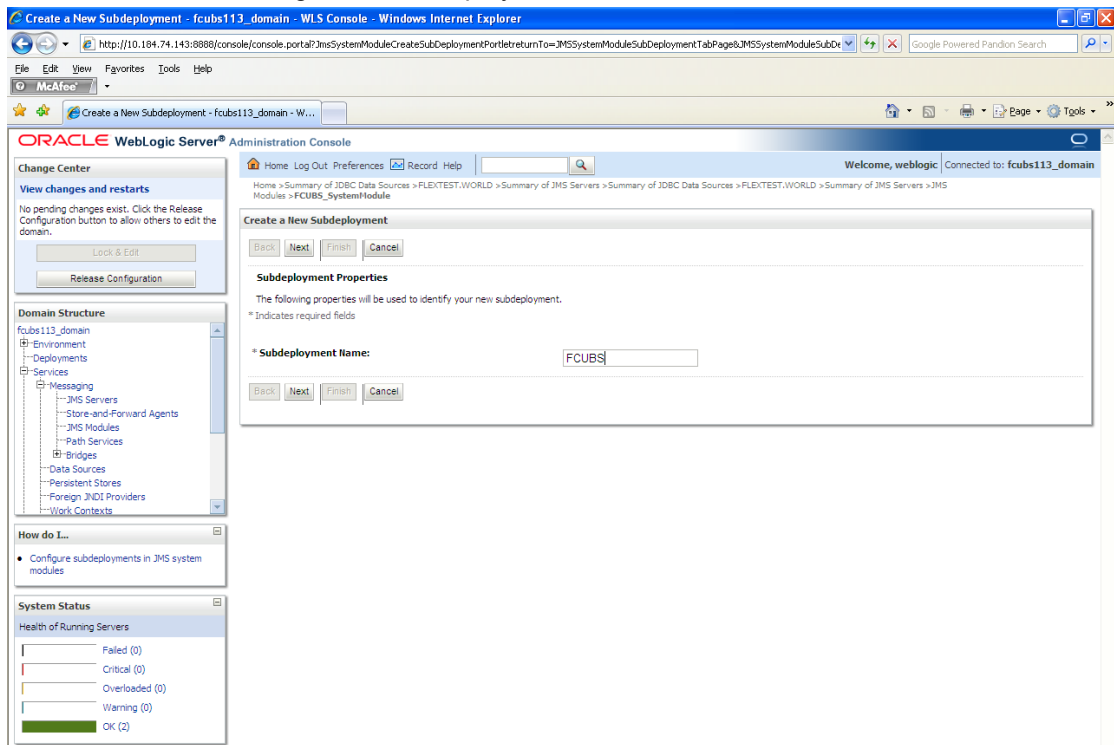 Create a New Subdeployment - fcubs113_domain - WLS Console - Windows Internet Explorer
http://10.184.74.143:8888/console/console.portal?JmsSystemModuleCreateSubDeploymentPortletreturnTo=JMSSystemModuleSubDeploymentTabPage&JMSSystemModuleSubDe
Google Powered Pandion Search
File Edit View Favorites Tools Help
McAfee
Create a New Subdeployment - fcubs113_domain - W...
Page Tools
ORACLE WebLogic Server® Administration Console
Change Center
View changes and restarts
No pending changes exist. Click the Release
Configuration button to allow others to edit the
domain.
Lock & Edit
Release Configuration
Domain Structure
fcubs113_domain
Environment
Deployments
Services
Messaging
JMS Servers
Store-and-Forward Agents
JMS Modules
Path Services
Bridges
Data Sources
Persistent Stores
Foreign JNDI Providers
Work Contexts
How do I...
Configure subdeployments in JMS system
modules
System Status
Health of Running Servers
Failed (0)
Critical (0)
Overloaded (0)
Warning (0)
OK (2)
Home Log Out Preferences Record Help
Welcome, weblogic Connected to: fcubs113_domain
Home >Summary of JDBC Data Sources >FLEXTEST.WORLD >Summary of JMS Servers >Summary of JDBC Data Sources >FLEXTEST.WORLD >Summary of JMS Servers >JMS
Modules >FCUBS_SystemModule
Create a New Subdeployment
Back Next Finish Cancel
Subdeployment Properties
The following properties will be used to identify your new subdeployment.
* Indicates required fields
* Subdeployment Name: FCUBS
Back Next Finish Cancel